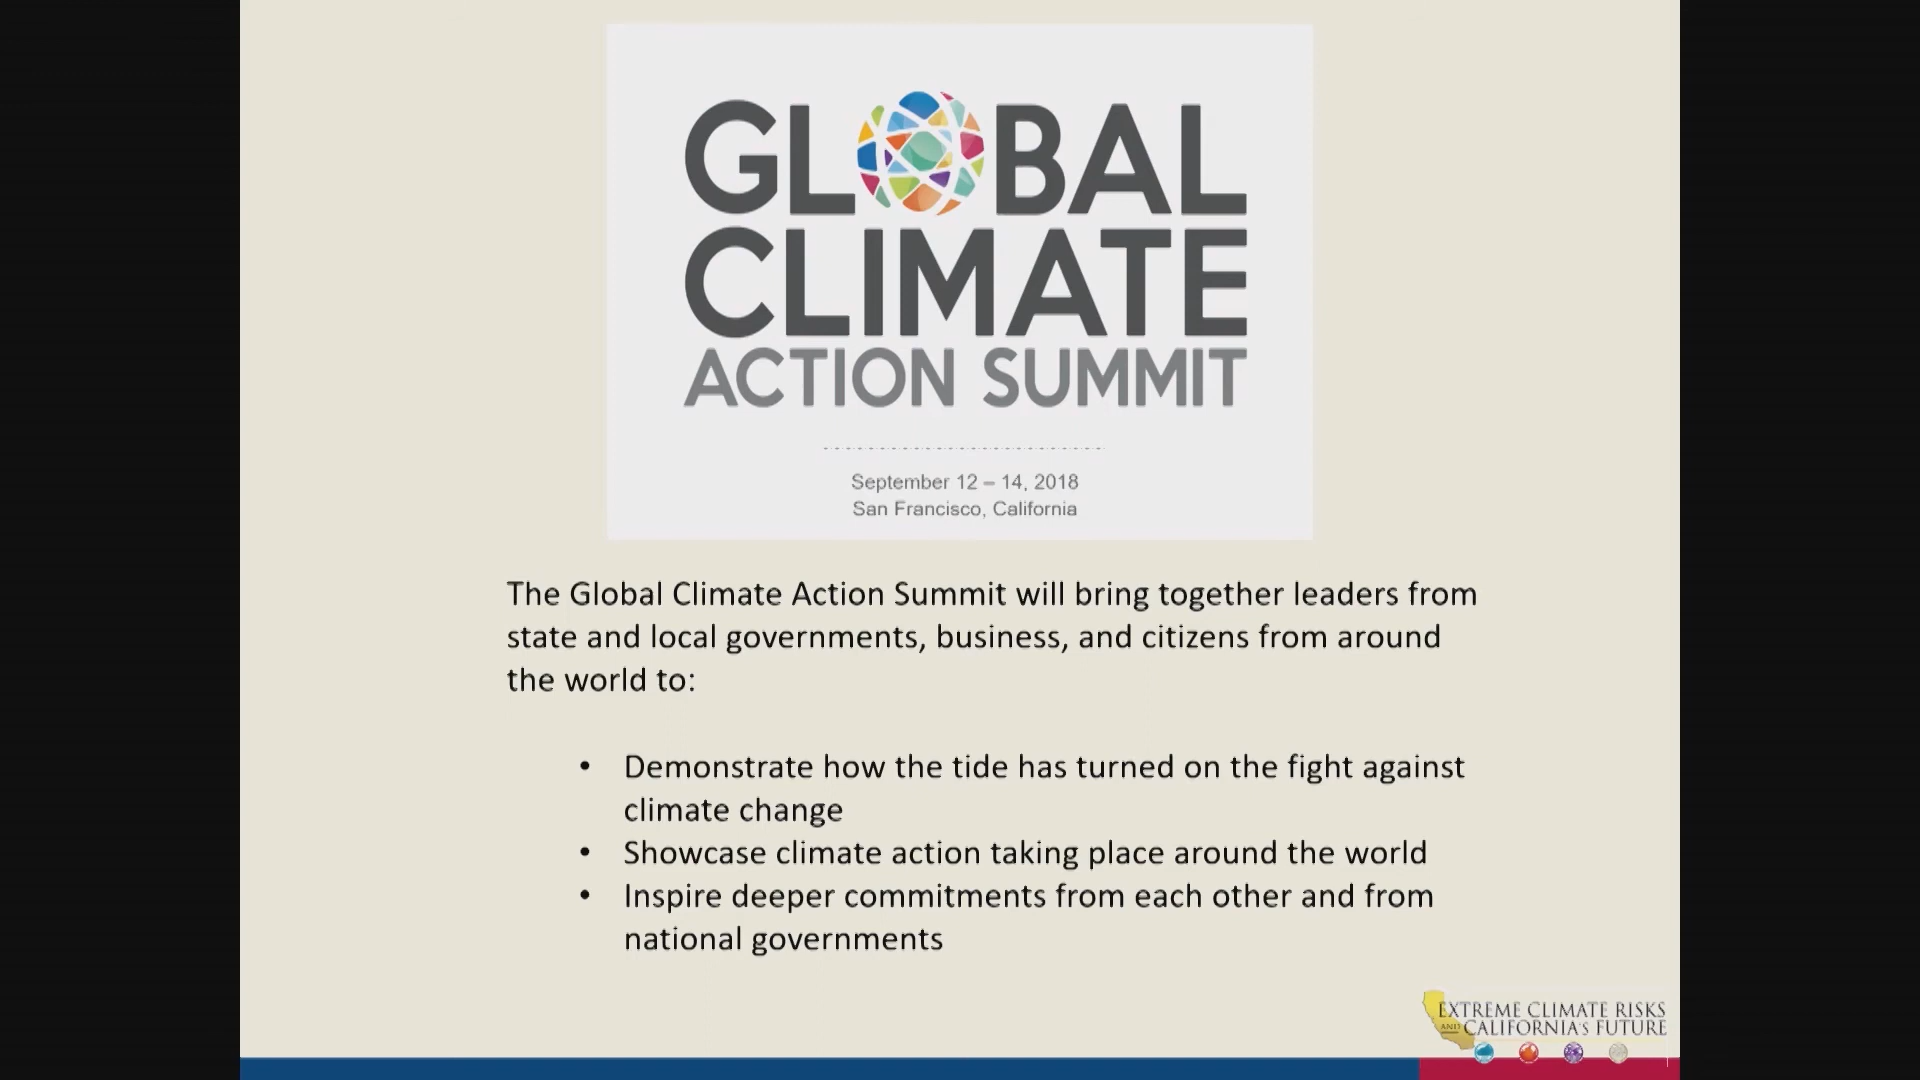 GLOBAL
CLIMATE
ACTION SUMMIT
September 12 – 14, 2018
San Francisco, California
The Global Climate Action Summit will bring together leaders from
state and local governments, business, and citizens from around
the world to:
• Demonstrate how the tide has turned on the fight against
climate change
• Showcase climate action taking place around the world
• Inspire deeper commitments from each other and from
national governments
EXTREME CLIMATE RISKS
AND CALIFORNIA'S FUTURE